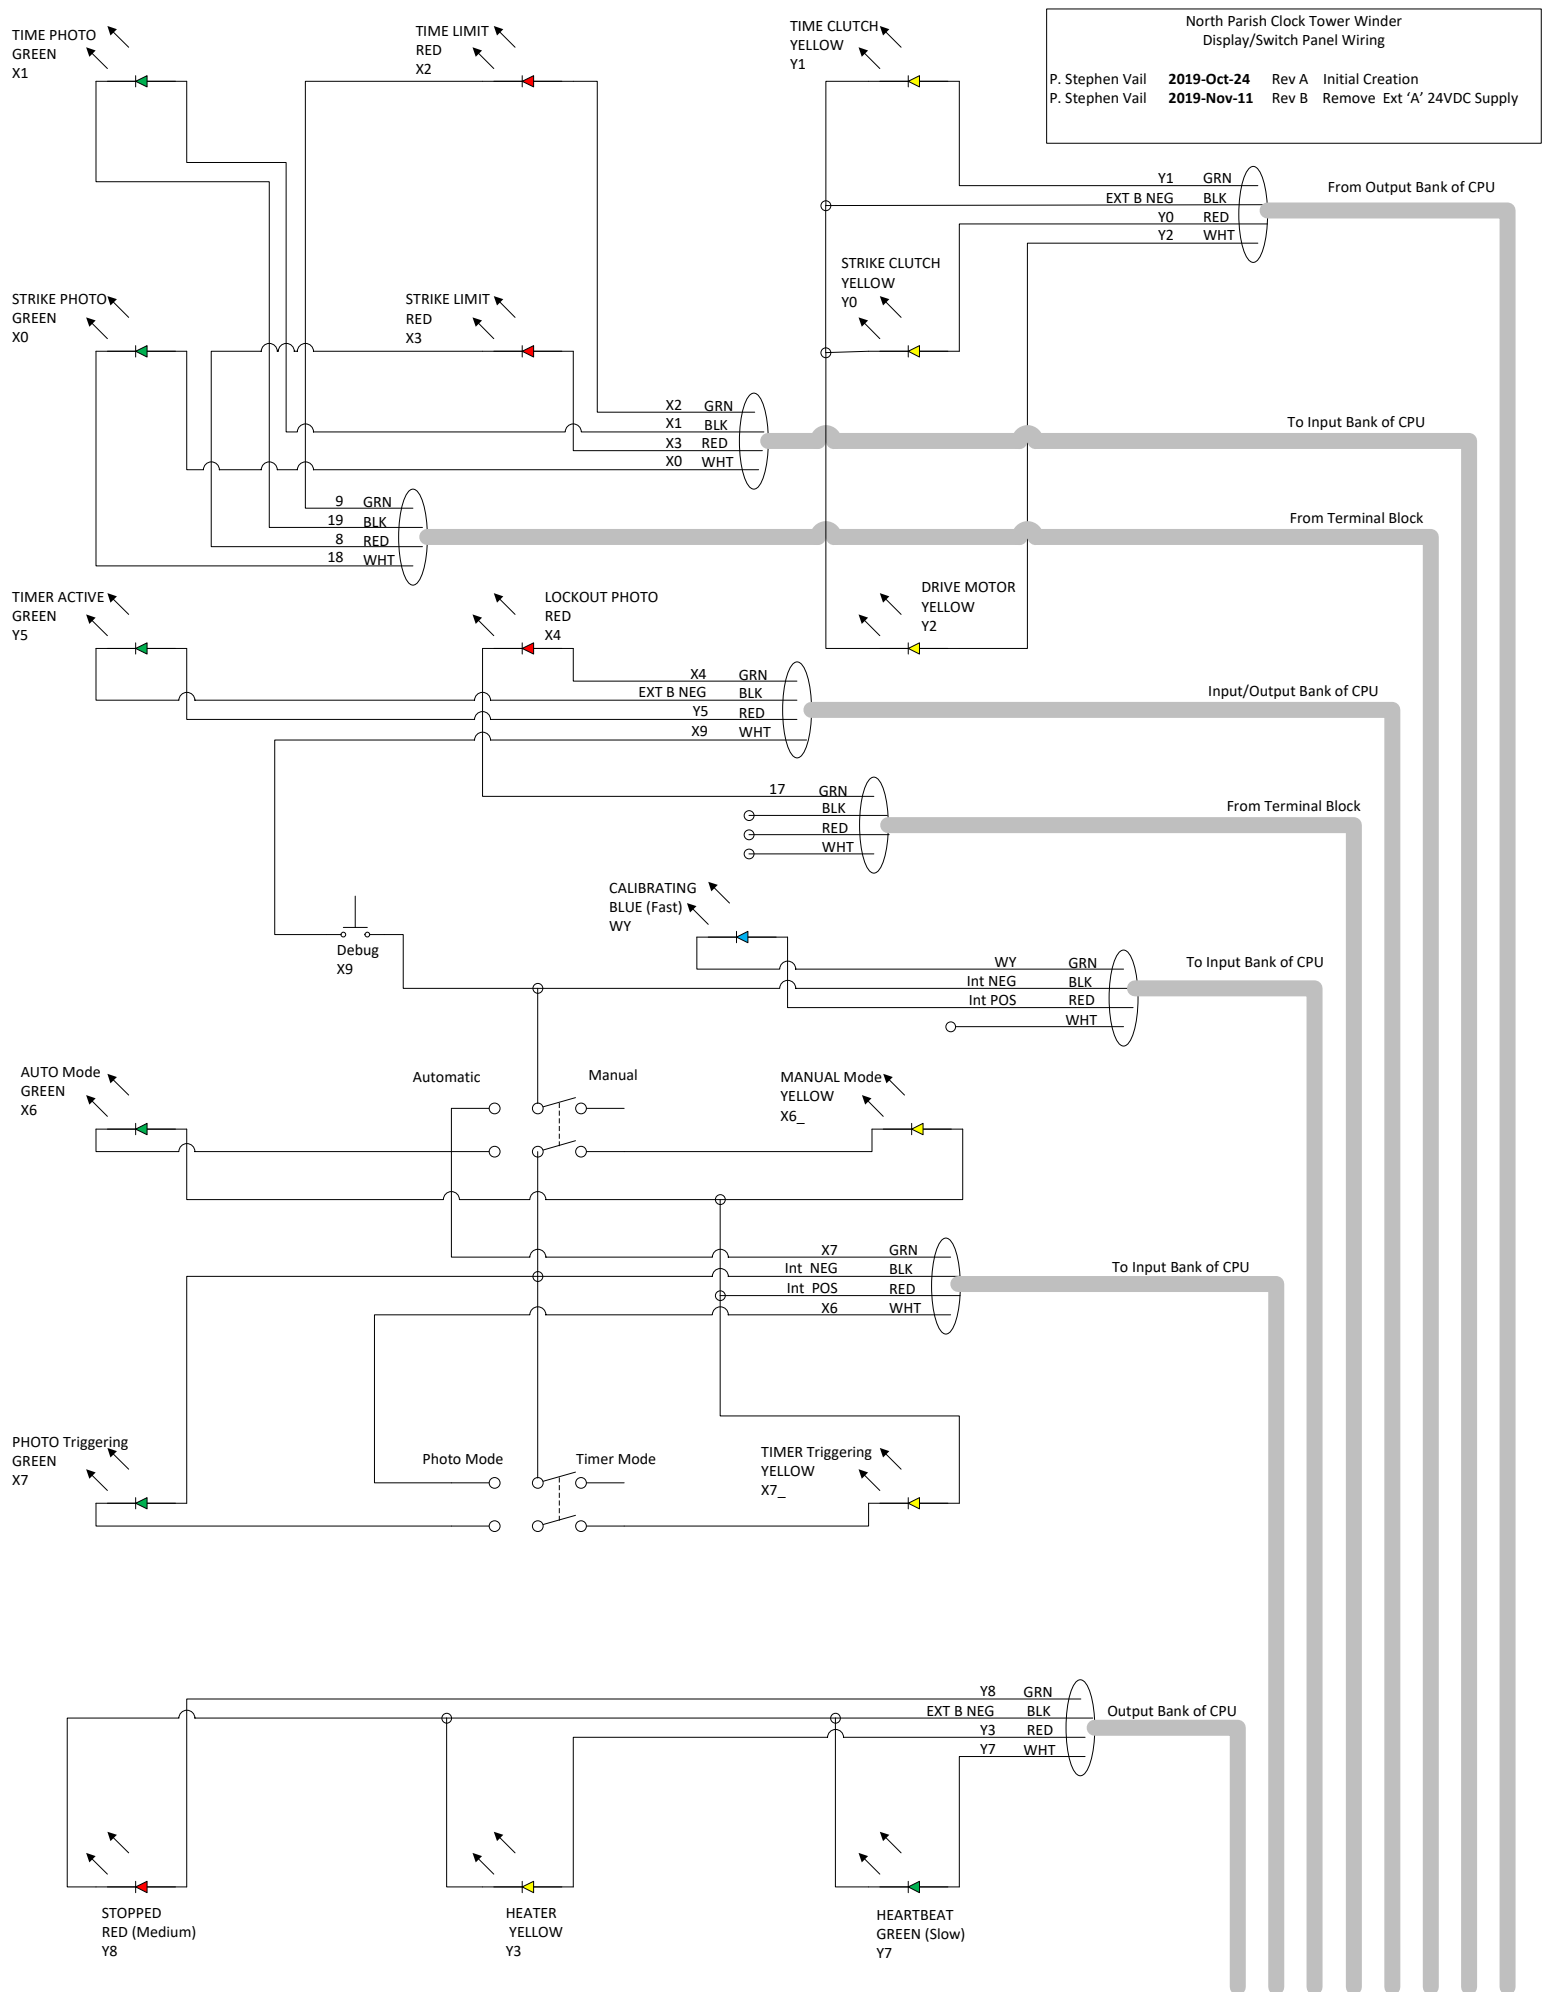 North Parish Clock Tower Winder
Display/Switch Panel Wiring
P. Stephen Vail 2019-Oct-24 Rev A Initial Creation
P. Stephen Vail 2019-Nov-11 Rev B Remove Ext ‘A’ 24VDC Supply
TIME PHOTO
GREEN
X1
TIME LIMIT
RED
X2
TIME CLUTCH
YELLOW
Y1
Y1 GRN
EXT B NEG BLK
Y0 RED
Y2 WHT
From Output Bank of CPU
STRIKE PHOTO
GREEN
X0
STRIKE LIMIT
RED
X3
STRIKE CLUTCH
YELLOW
Y0
X2 GRN
X1 BLK
X3 RED
X0 WHT
To Input Bank of CPU
9 GRN
19 BLK
8 RED
18 WHT
From Terminal Block
TIMER ACTIVE
GREEN
Y5
LOCKOUT PHOTO
RED
X4
DRIVE MOTOR
YELLOW
Y2
X4 GRN
EXT B NEG BLK
Y5 RED
X9 WHT
Input/Output Bank of CPU
17 GRN
BLK
RED
WHT
From Terminal Block
CALIBRATING
BLUE (Fast)
WY
Debug
X9
WY GRN
Int NEG BLK
Int POS RED
WHT
To Input Bank of CPU
AUTO Mode
GREEN
X6
Automatic
Manual
MANUAL Mode
YELLOW
X6_
X7 GRN
Int NEG BLK
Int POS RED
X6 WHT
To Input Bank of CPU
PHOTO Triggering
GREEN
X7
Photo Mode
Timer Mode
TIMER Triggering
YELLOW
X7_
Y8 GRN
EXT B NEG BLK
Y3 RED
Y7 WHT
Output Bank of CPU
STOPPED
RED (Medium)
Y8
HEATER
YELLOW
Y3
HEARTBEAT
GREEN (Slow)
Y7